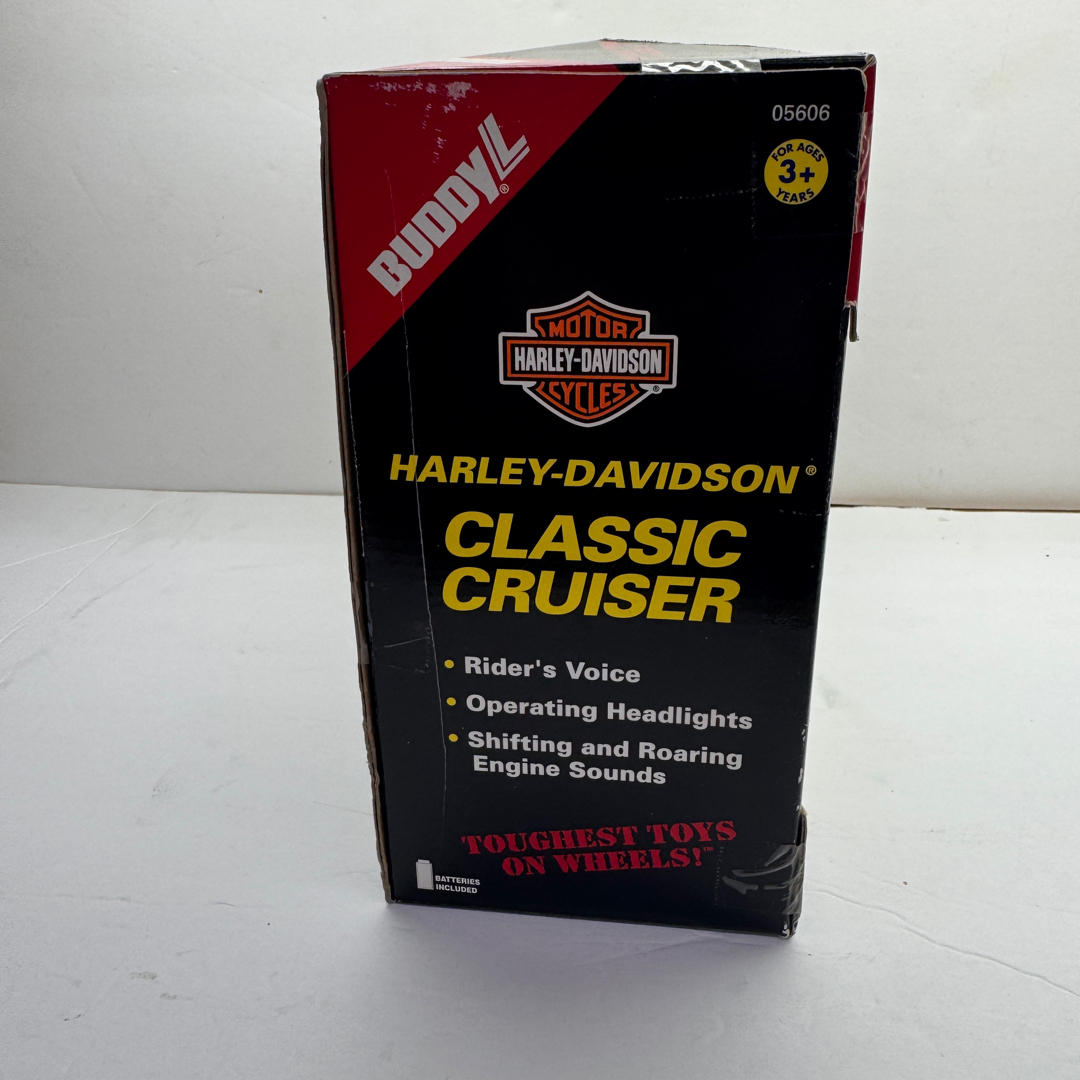 BUDDY L®
05606
FOR AGES
3+
YEARS
MOTOR
HARLEY-DAVIDSON
CYCLES
®
HARLEY-DAVIDSON®
CLASSIC
CRUISER
• Rider's Voice
• Operating Headlights
• Shifting and Roaring
Engine Sounds
TOUGHEST TOYS
ON WHEELS!™
BATTERIES
INCLUDED